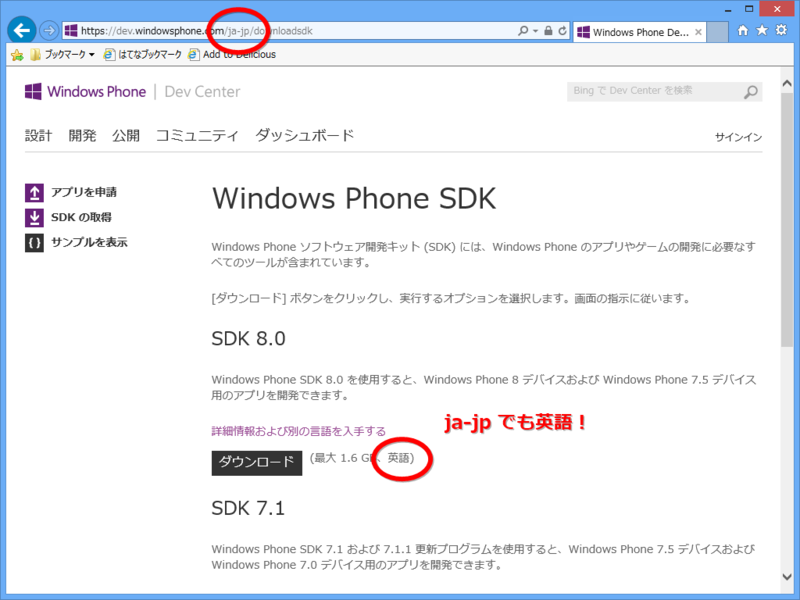 https://dev.windowsphone.com/ja-jp/downloadsdk
Windows Phone De...
ブックマーク
はてなブックマーク
Add to Delicious
Windows Phone | Dev Center
Bing で Dev Center を検索
設計 開発 公開 コミュニティ ダッシュボード
サインイン
アプリを申請
SDK の取得
サンプルを表示
Windows Phone SDK
Windows Phone ソフトウェア開発キット (SDK) には、Windows Phone のアプリやゲームの開発に必要なす
べてのツールが含まれています。
[ダウンロード] ボタンをクリックし、実行するオプションを選択します。画面の指示に従います。
SDK 8.0
Windows Phone SDK 8.0 を使用すると、Windows Phone 8 デバイスおよび Windows Phone 7.5 デバイス
用のアプリを開発できます。
ja-jp でも英語！
詳細情報および別の言語を入手する
ダウンロード (最大 1.6 GB、英語)
SDK 7.1
Windows Phone SDK 7.1 および 7.1.1 更新プログラムを使用すると、Windows Phone 7.5 デバイスおよび
Windows Phone 7.0 デバイス用のアプリを開発できます。